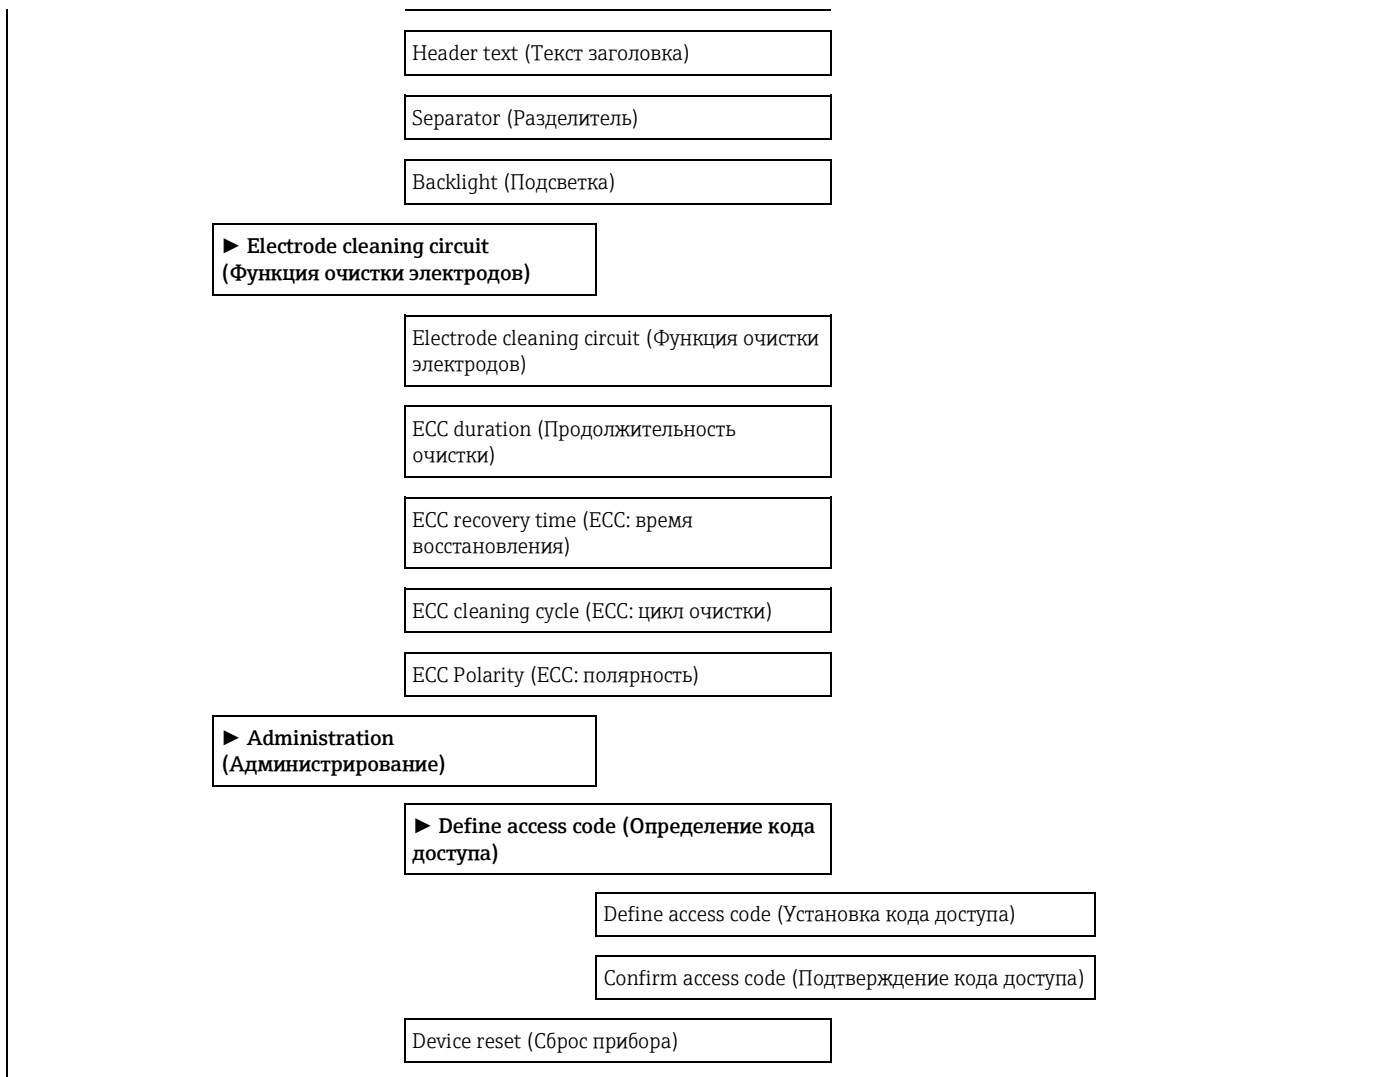 Header text (Текст заголовка)
Separator (Разделитель)
Backlight (Подсветка)
► Electrode cleaning circuit
(Функция очистки электродов)
Electrode cleaning circuit (Функция очистки
электродов)
ECC duration (Продолжительность
очистки)
ECC recovery time (ECC: время
восстановления)
ECC cleaning cycle (ECC: цикл очистки)
ECC Polarity (ECC: полярность)
► Administration
(Администрирование)
► Define access code (Определение кода
доступа)
Define access code (Установка кода доступа)
Confirm access code (Подтверждение кода доступа)
Device reset (Сброс прибора)